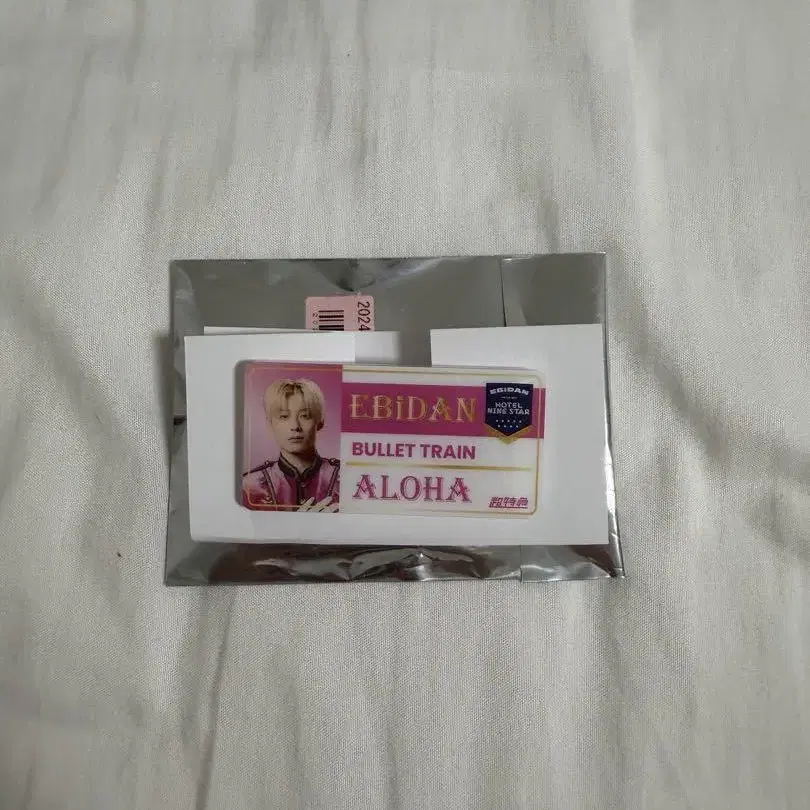 2024
EBiDAN
BULLET TRAIN
ALOHA
EBiDAN
HOTEL
NINE STAR
超特急